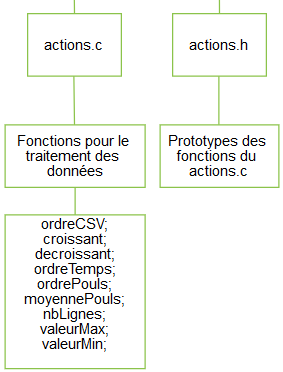 actions.c
actions.h
Fonctions pour le
traitement des
données
Prototypes des
fonctions du
actions.c
ordreCSV;
croissant;
decroissant;
ordreTemps;
ordrePouls;
moyennePouls;
nbLignes;
valeurMax;
valeurMin;